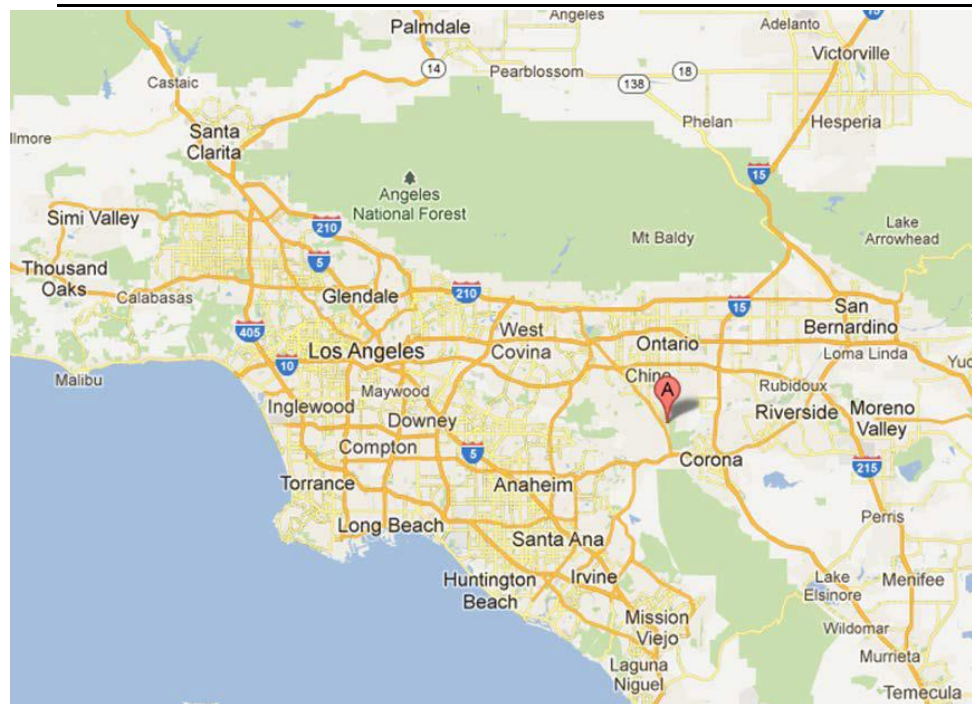 Angeles
Palmdale
Adelanto
15
Victorville
14
Castaic
Pearblossom
18
138
Phelan
Hesperia
llmore
Santa
Clarita
15
Angeles
National Forest
Simi Valley
210
Lake
Arrowhead
Mt Baldy
5
Thousand
Oaks
Calabasas
Glendale
210
15
San
Bernardino
405
West
Covina
Ontario
Los Angeles
Loma Linda
10
Malibu
Maywood
Chino
A
Rubidoux
Inglewood
Downey
Riverside
Moreno
Valley
Compton
5
Corona
215
Torrance
Anaheim
Long Beach
Perris
Santa Ana
Huntington
Beach
Irvine
Lake
Elsinore
Menifee
Mission
Viejo
Wildomar
Laguna
Niguel
Murrieta
Temecula